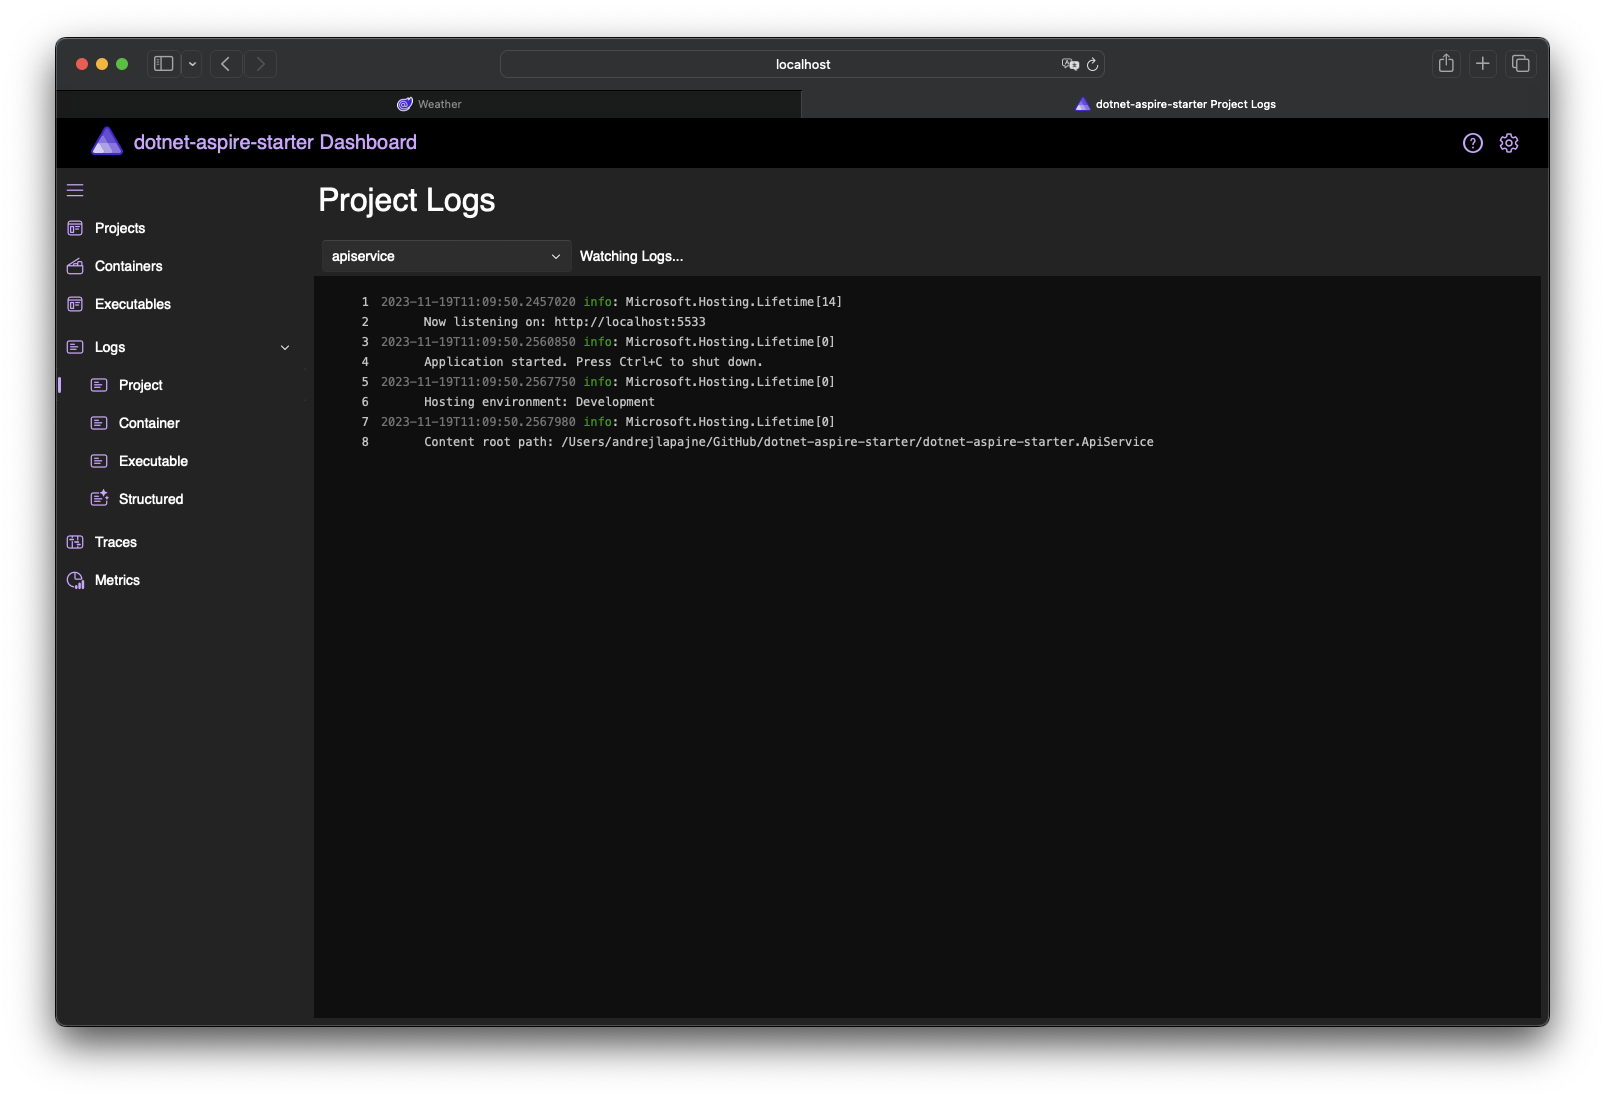 localhost
Weather
dotnet-aspire-starter Project Logs
dotnet-aspire-starter Dashboard
Projects
Containers
Executables
Logs
Project
Container
Executable
Structured
Traces
Metrics
Project Logs
apiservice
Watching Logs...
1 2023-11-19T11:09:50.2457020 info: Microsoft.Hosting.Lifetime[14]
2 Now listening on: http://localhost:5533
3 2023-11-19T11:09:50.2560850 info: Microsoft.Hosting.Lifetime[0]
4 Application started. Press Ctrl+C to shut down.
5 2023-11-19T11:09:50.2567750 info: Microsoft.Hosting.Lifetime[0]
6 Hosting environment: Development
7 2023-11-19T11:09:50.2567980 info: Microsoft.Hosting.Lifetime[0]
8 Content root path: /Users/andrejlapajne/GitHub/dotnet-aspire-starter/dotnet-aspire-starter.ApiService